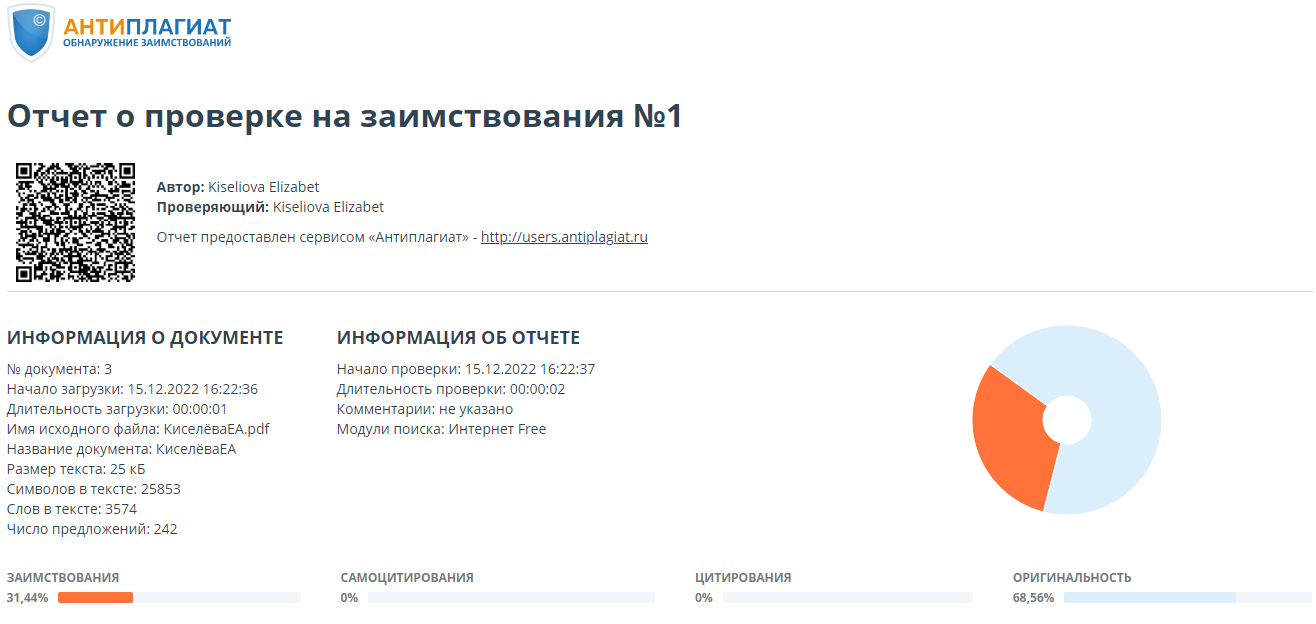 ©
АНТИПЛАГИАТ
ОБНАРУЖЕНИЕ ЗАИМСТВОВАНИЙ
Отчет о проверке на заимствования №1
Автор: Kiseliova Elizabet
Проверяющий: Kiseliova Elizabet
Отчет предоставлен сервисом «Антиплагиат» - http://users.antiplagiat.ru
ИНФОРМАЦИЯ О ДОКУМЕНТЕ
№ документа: 3
Начало загрузки: 15.12.2022 16:22:36
Длительность загрузки: 00:00:01
Имя исходного файла: КиселёваЕА.pdf
Название документа: КиселёваЕА
Размер текста: 25 кБ
Символов в тексте: 25853
Слов в тексте: 3574
Число предложений: 242
ИНФОРМАЦИЯ ОБ ОТЧЕТЕ
Начало проверки: 15.12.2022 16:22:37
Длительность проверки: 00:00:02
Комментарии: не указано
Модули поиска: Интернет Free
ЗАИМСТВОВАНИЯ
31,44%
САМОЦИТИРОВАНИЯ
0%
ЦИТИРОВАНИЯ
0%
ОРИГИНАЛЬНОСТЬ
68,56%